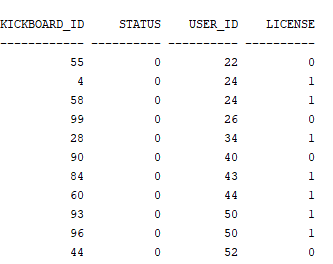 KICKBOARD_ID STATUS USER_ID LICENSE
------------ ---------- ---------- ----------
55 0 22 0
4 0 24 1
58 0 24 1
99 0 26 0
28 0 34 1
90 0 40 0
84 0 43 1
60 0 44 1
93 0 50 1
96 0 50 1
44 0 52 0